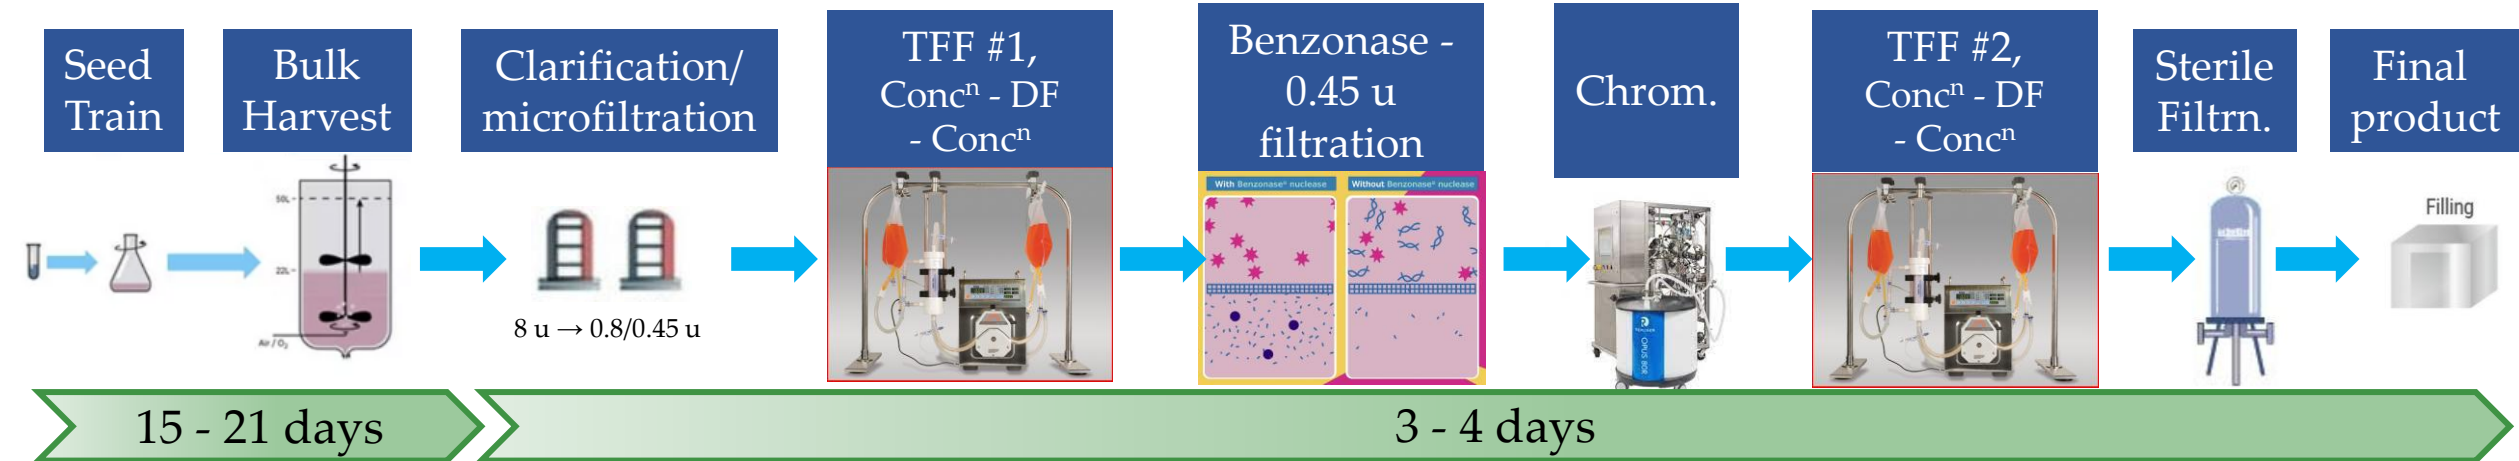 Seed
Train
Bulk
Harvest
Clarification/
microfiltration
TFF #1,
Concⁿ - DF
- Concⁿ
Benzonase -
0.45 u
filtration
Chrom.
TFF #2,
Concⁿ - DF
- Concⁿ
Sterile
Filtrn.
Final
product
50L
22L
Air / O₂
8 u → 0.8/0.45 u
With Benzonase® nuclease
Without Benzonase® nuclease
OPUS 80R
Filling
15 - 21 days
3 - 4 days